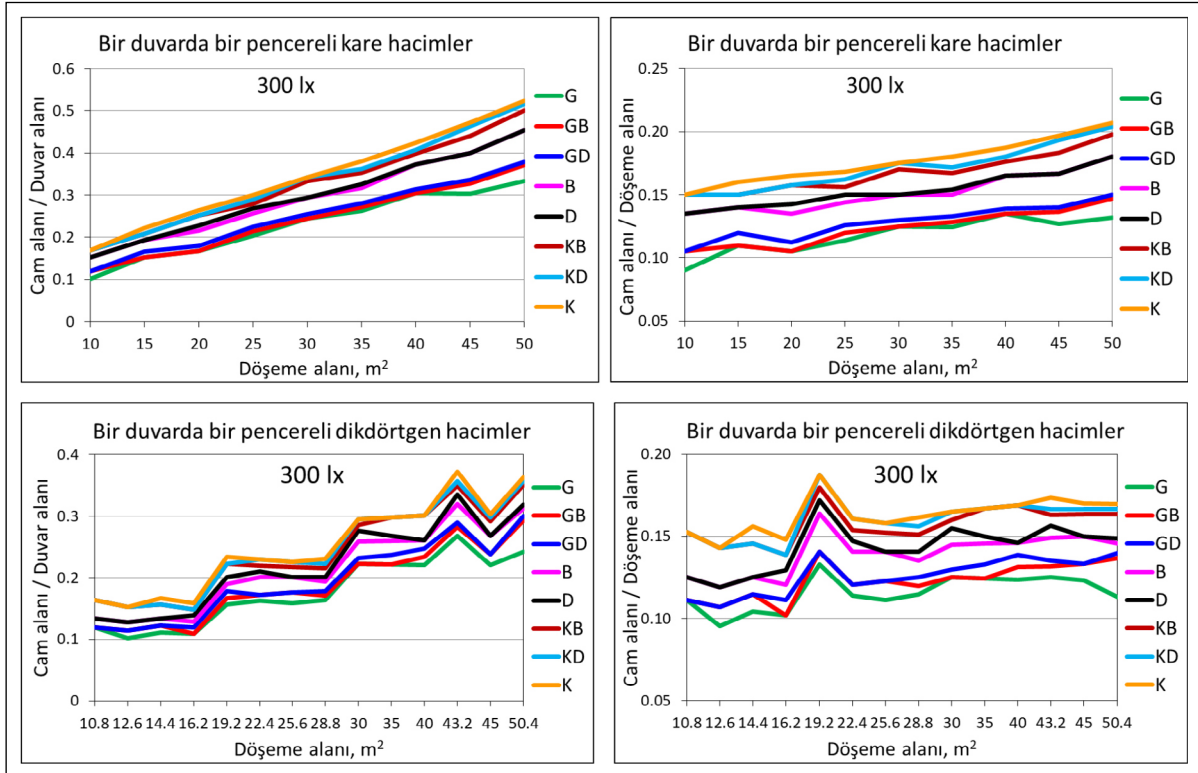 Bir duvarda bir pencereli kare hacimler
300 lx
Cam alanı / Duvar alanı
0.6
0.5
0.4
0.3
0.2
0.1
0
10 15 20 25 30 35 40 45 50
Döşeme alanı, m²
G
GB
GD
B
D
KB
KD
K
Bir duvarda bir pencereli kare hacimler
300 lx
Cam alanı / Döşeme alanı
0.25
0.20
0.15
0.10
0.05
10 15 20 25 30 35 40 45 50
Döşeme alanı, m²
G
GB
GD
B
D
KB
KD
K
Bir duvarda bir pencereli dikdörtgen hacimler
300 lx
Cam alanı / Duvar alanı
0.4
0.3
0.2
0.1
0
10.8 12.6 14.4 16.2 19.2 22.4 25.6 28.8 30 35 40 43.2 45 50.4
Döşeme alanı, m²
G
GB
GD
B
D
KB
KD
K
Bir duvarda bir pencereli dikdörtgen hacimler
300 lx
Cam alanı / Döşeme alanı
0.20
0.15
0.10
0.05
10.8 12.6 14.4 16.2 19.2 22.4 25.6 28.8 30 35 40 43.2 45 50.4
Döşeme alanı, m²
G
GB
GD
B
D
KB
KD
K